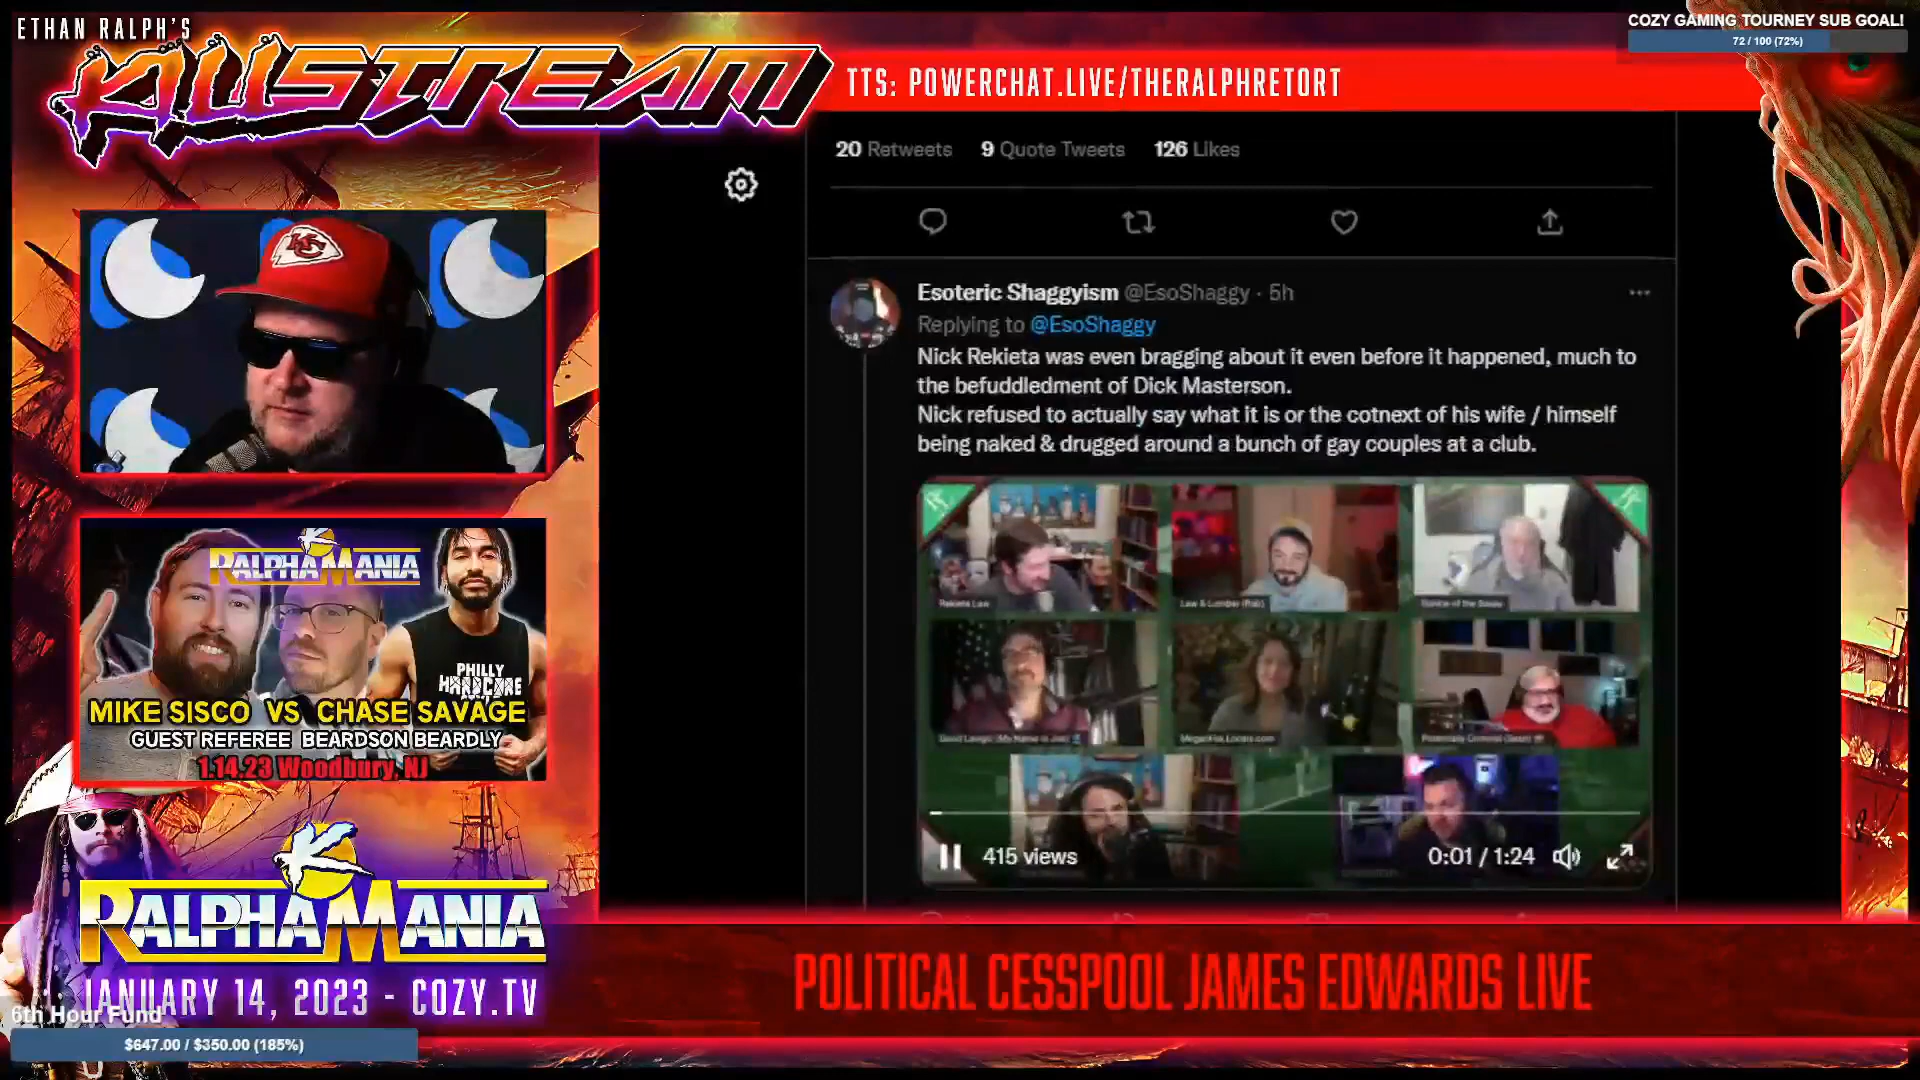 ETHAN RALPH'S
KILLSTREAM
TTS: POWERCHAT.LIVE/THERALPHRETORT
COZY GAMING TOURNEY SUB GOAL!
72 / 100 (72%)
20 Retweets 9 Quote Tweets 126 Likes
Esoteric Shaggyism @EsoShaggy · 5h
Replying to @EsoShaggy
Nick Rekieta was even bragging about it even before it happened, much to
the befuddledment of Dick Masterson.
Nick refused to actually say what it is or the cotnext of his wife / himself
being naked & drugged around a bunch of gay couples at a club.
Rekieta Law
415 views
0:01 / 1:24
KC
RALPHAMANIA
PHILLY
HARDCORE
MIKE SISCO VS CHASE SAVAGE
GUEST REFEREE BEARDSON BEARDLY
1.14.23 Woodbury, NJ
RALPHAMANIA
JANUARY 14, 2023 - COZY.TV
6th Hour Fund
$647.00 / $350.00 (185%)
POLITICAL CESSPOOL JAMES EDWARDS LIVE